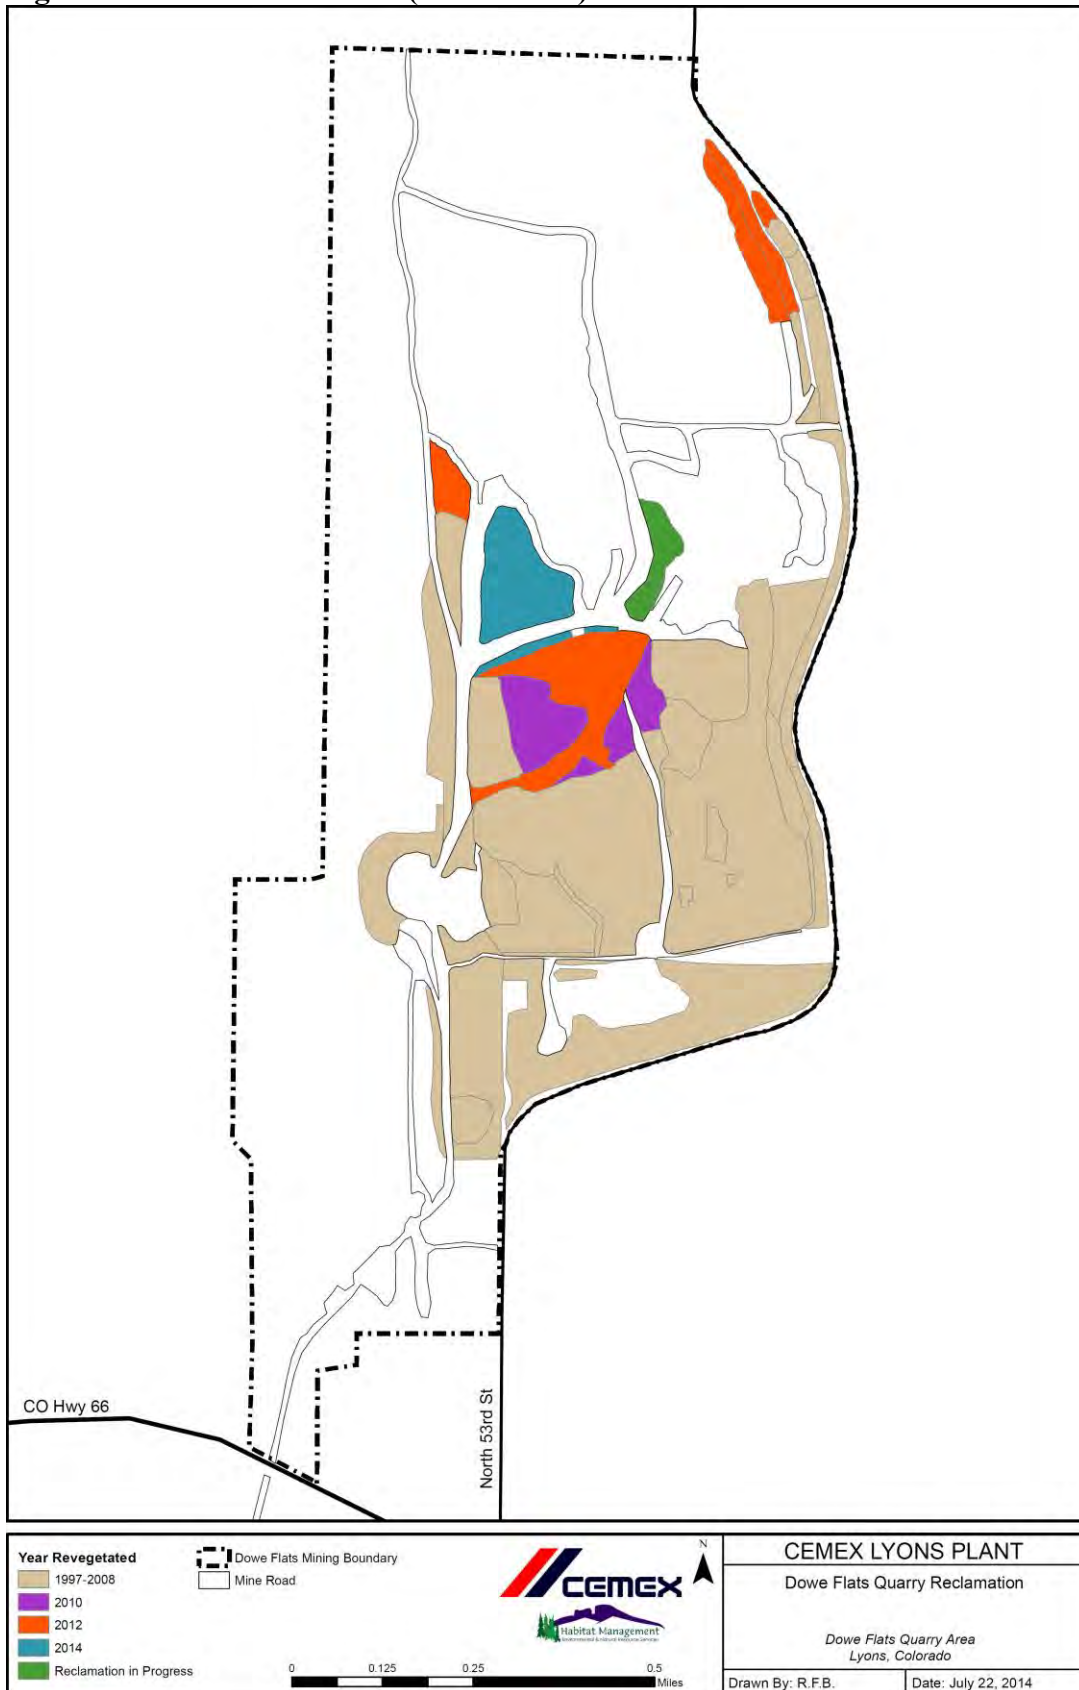 CO Hwy 66
North 53rd St
Year Revegetated
1997-2008
2010
2012
2014
Reclamation in Progress
Dowe Flats Mining Boundary
Mine Road
0 0.125 0.25 0.5
Miles
CEMEX
Habitat Management
N
CEMEX LYONS PLANT
Dowe Flats Quarry Reclamation
Dowe Flats Quarry Area
Lyons, Colorado
Drawn By: R.F.B.
Date: July 22, 2014